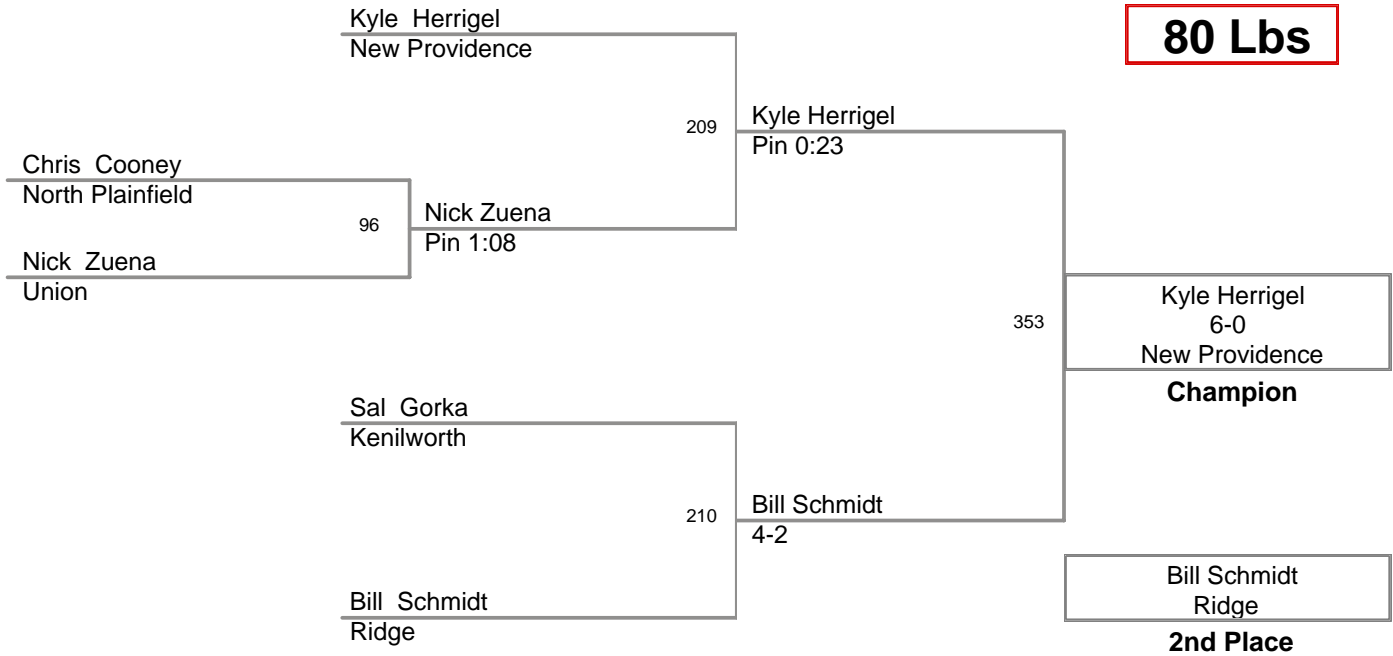 Kyle Herrigel
New Providence
80 Lbs
209
Kyle Herrigel
Pin 0:23
Chris Cooney
North Plainfield
96
Nick Zuena
Pin 1:08
Nick Zuena
Union
353
Kyle Herrigel
6-0
New Providence
Champion
Sal Gorka
Kenilworth
210
Bill Schmidt
4-2
Bill Schmidt
Ridge
Bill Schmidt
Ridge
2nd Place